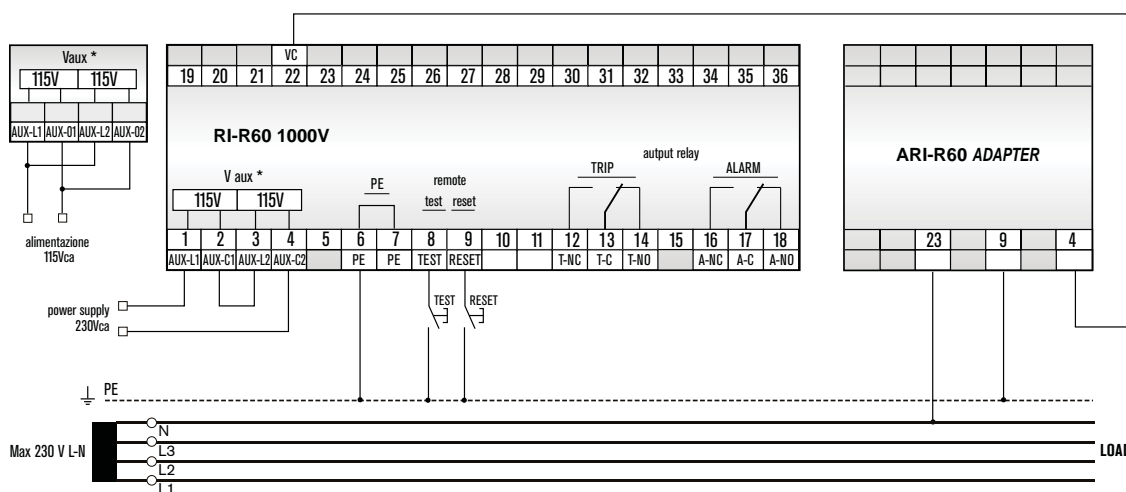 Vaux *
115V 115V
AUX-L1 AUX-01 AUX-L2 AUX-02
alimentazione
115Vca
VC
19 20 21 22 23 24 25 26 27 28 29 30 31 32 33 34 35 36
RI-R60 1000V
autput relay
TRIP ALARM
V aux *
115V 115V
PE
remote
test reset
1 2 3 4 5 6 7 8 9 10 11 12 13 14 15 16 17 18
AUX-L1 AUX-C1 AUX-L2 AUX-C2 PE PE TEST RESET T-NC T-C T-NO A-NC A-C A-NO
power supply
230Vca
TEST RESET
ARI-R60 ADAPTER
23 9 4
PE
Max 230 V L-N
N
L3
L2
L1
LOAD